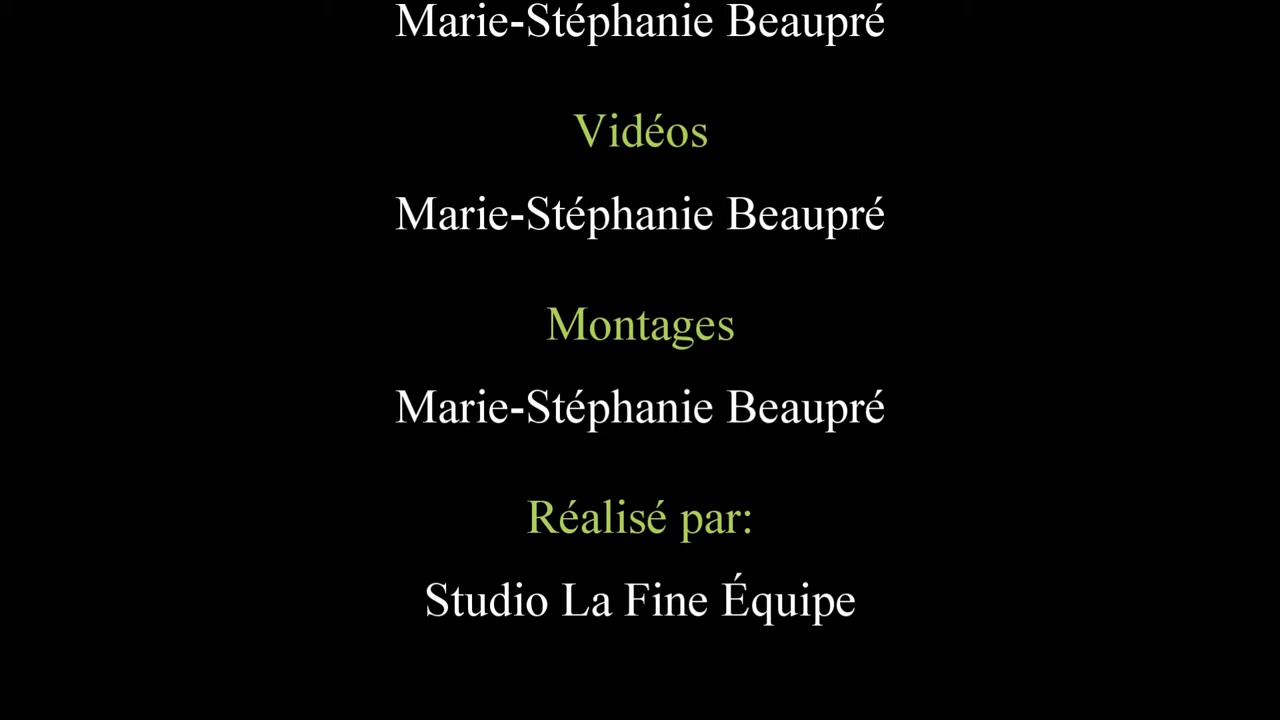 Marie-Stéphanie Beaupré
Vidéos
Marie-Stéphanie Beaupré
Montages
Marie-Stéphanie Beaupré
Réalisé par:
Studio La Fine Équipe